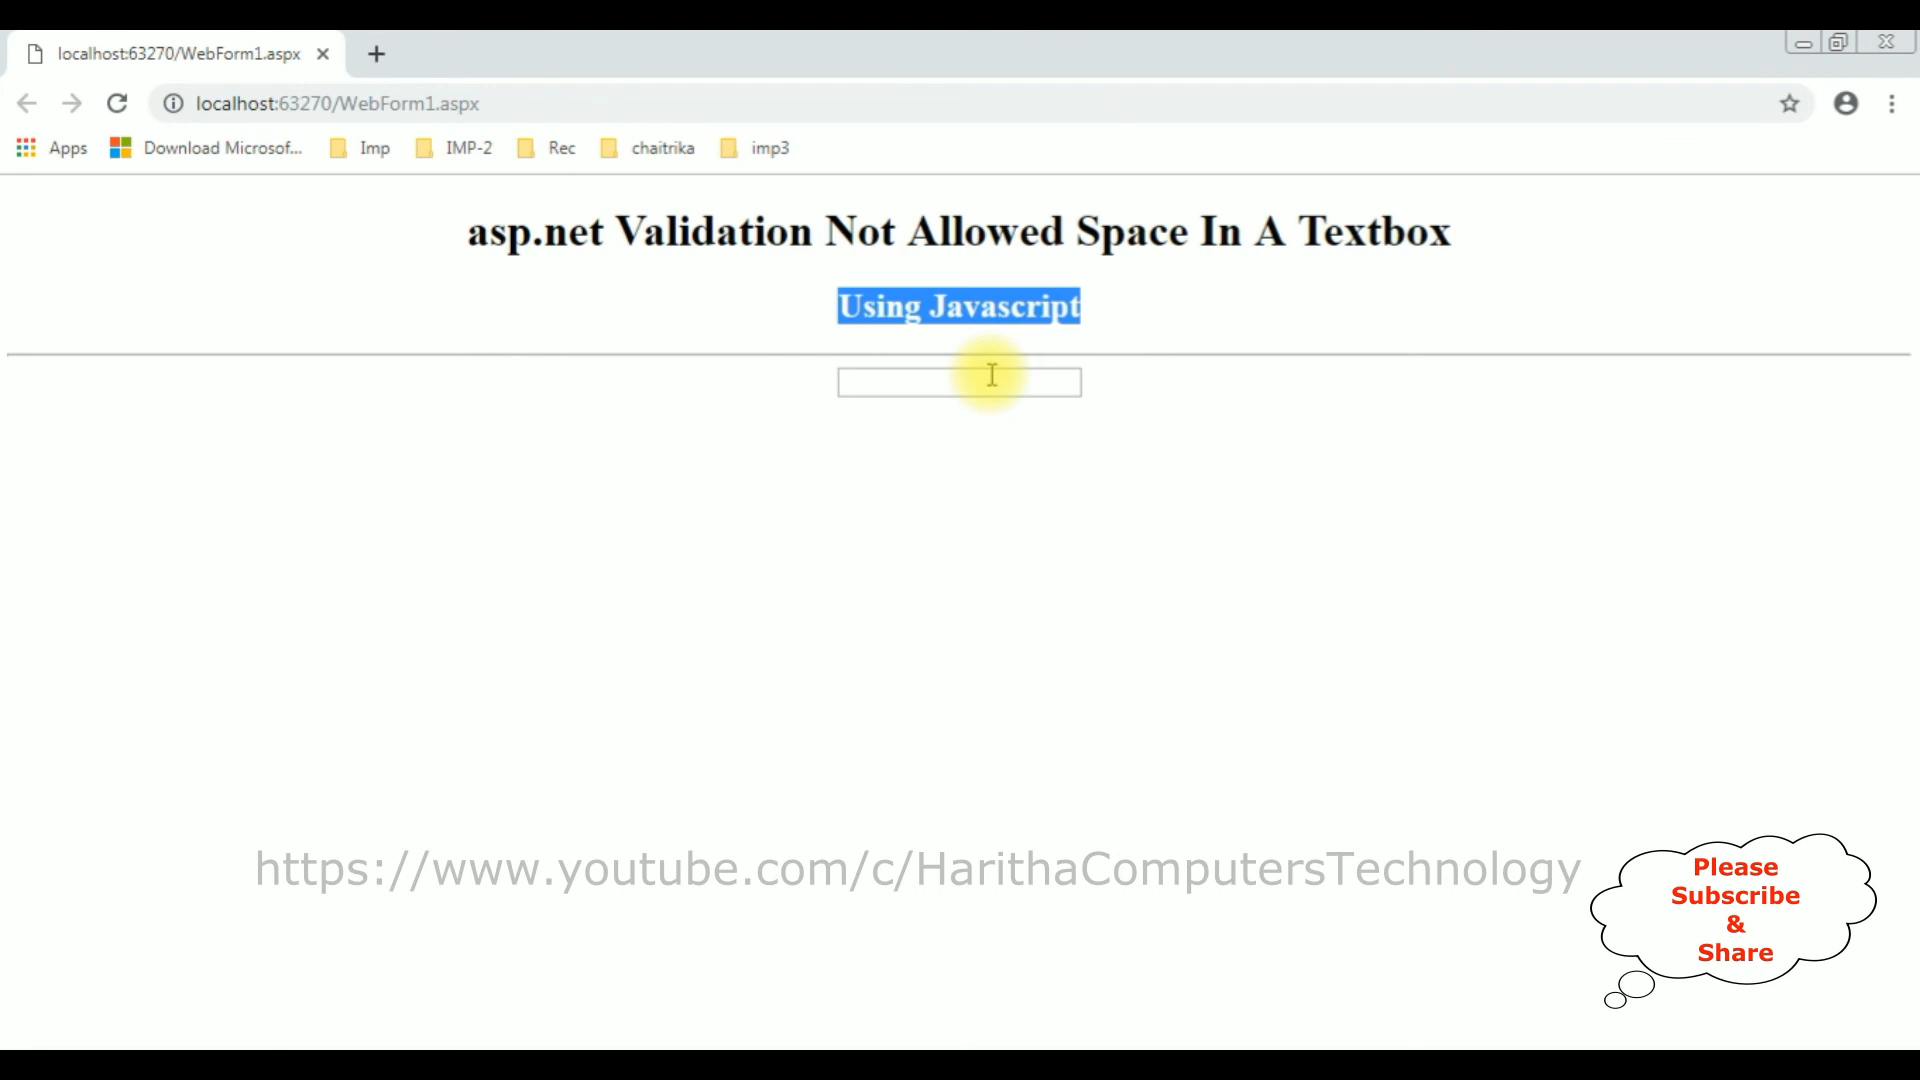 localhost:63270/WebForm1.aspx
localhost:63270/WebForm1.aspx
Apps Download Microsof... Imp IMP-2 Rec chaitrika imp3
asp.net Validation Not Allowed Space In A Textbox
Using Javascript
https://www.youtube.com/c/HarithaComputersTechnology
Please
Subscribe
&
Share